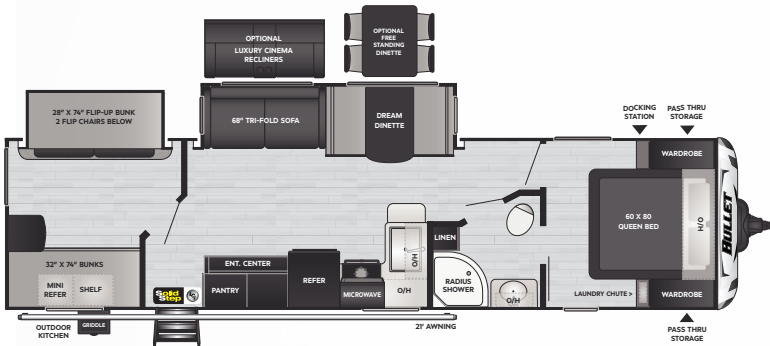 OPTIONAL
LUXURY CINEMA
RECLINERS
OPTIONAL
FREE
STANDING
DINETTE
28" X 74" FLIP-UP BUNK
2 FLIP CHAIRS BELOW
68" TRI-FOLD SOFA
DREAM
DINETTE
DOCKING
STATION
PASS THRU
STORAGE
WARDROBE
60 X 80
QUEEN BED
H/O
BULLET
LINEN
O/H
32" X 74" BUNKS
MINI
REFER
SHELF
ENT. CENTER
PANTRY
REFER
MICROWAVE
O/H
RADIUS
SHOWER
O/H
LAUNDRY CHUTE >
WARDROBE
Solid
Step
OUTDOOR
KITCHEN
GRIDDLE
21' AWNING
PASS THRU
STORAGE